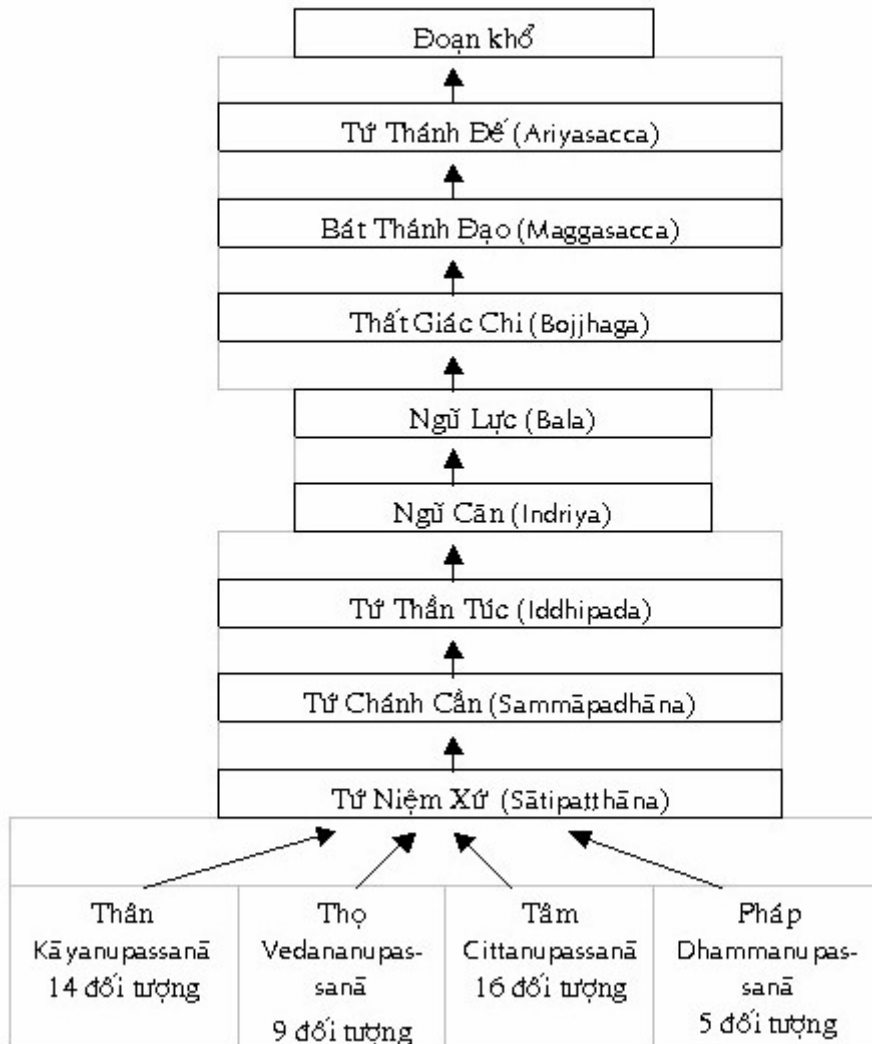 Đoạn khổ
Tứ Thánh Đế (Ariyasacca)
Bát Thánh Đạo (Maggasacca)
Thất Giác Chi (Bojjhaga)
Ngũ Lực (Bala)
Ngũ Căn (Indriya)
Tứ Thần Túc (Iddhipada)
Tứ Chánh Cần (Sammāpadhāna)
Tứ Niệm Xứ (Sātipaṭṭhāna)
Thân
Kāyanupassanā
14 đối tượng
Thọ
Vedananupas-
sanā
9 đối tượng
Tâm
Cittanupassanā
16 đối tượng
Pháp
Dhammanupas-
sanā
5 đối tượng